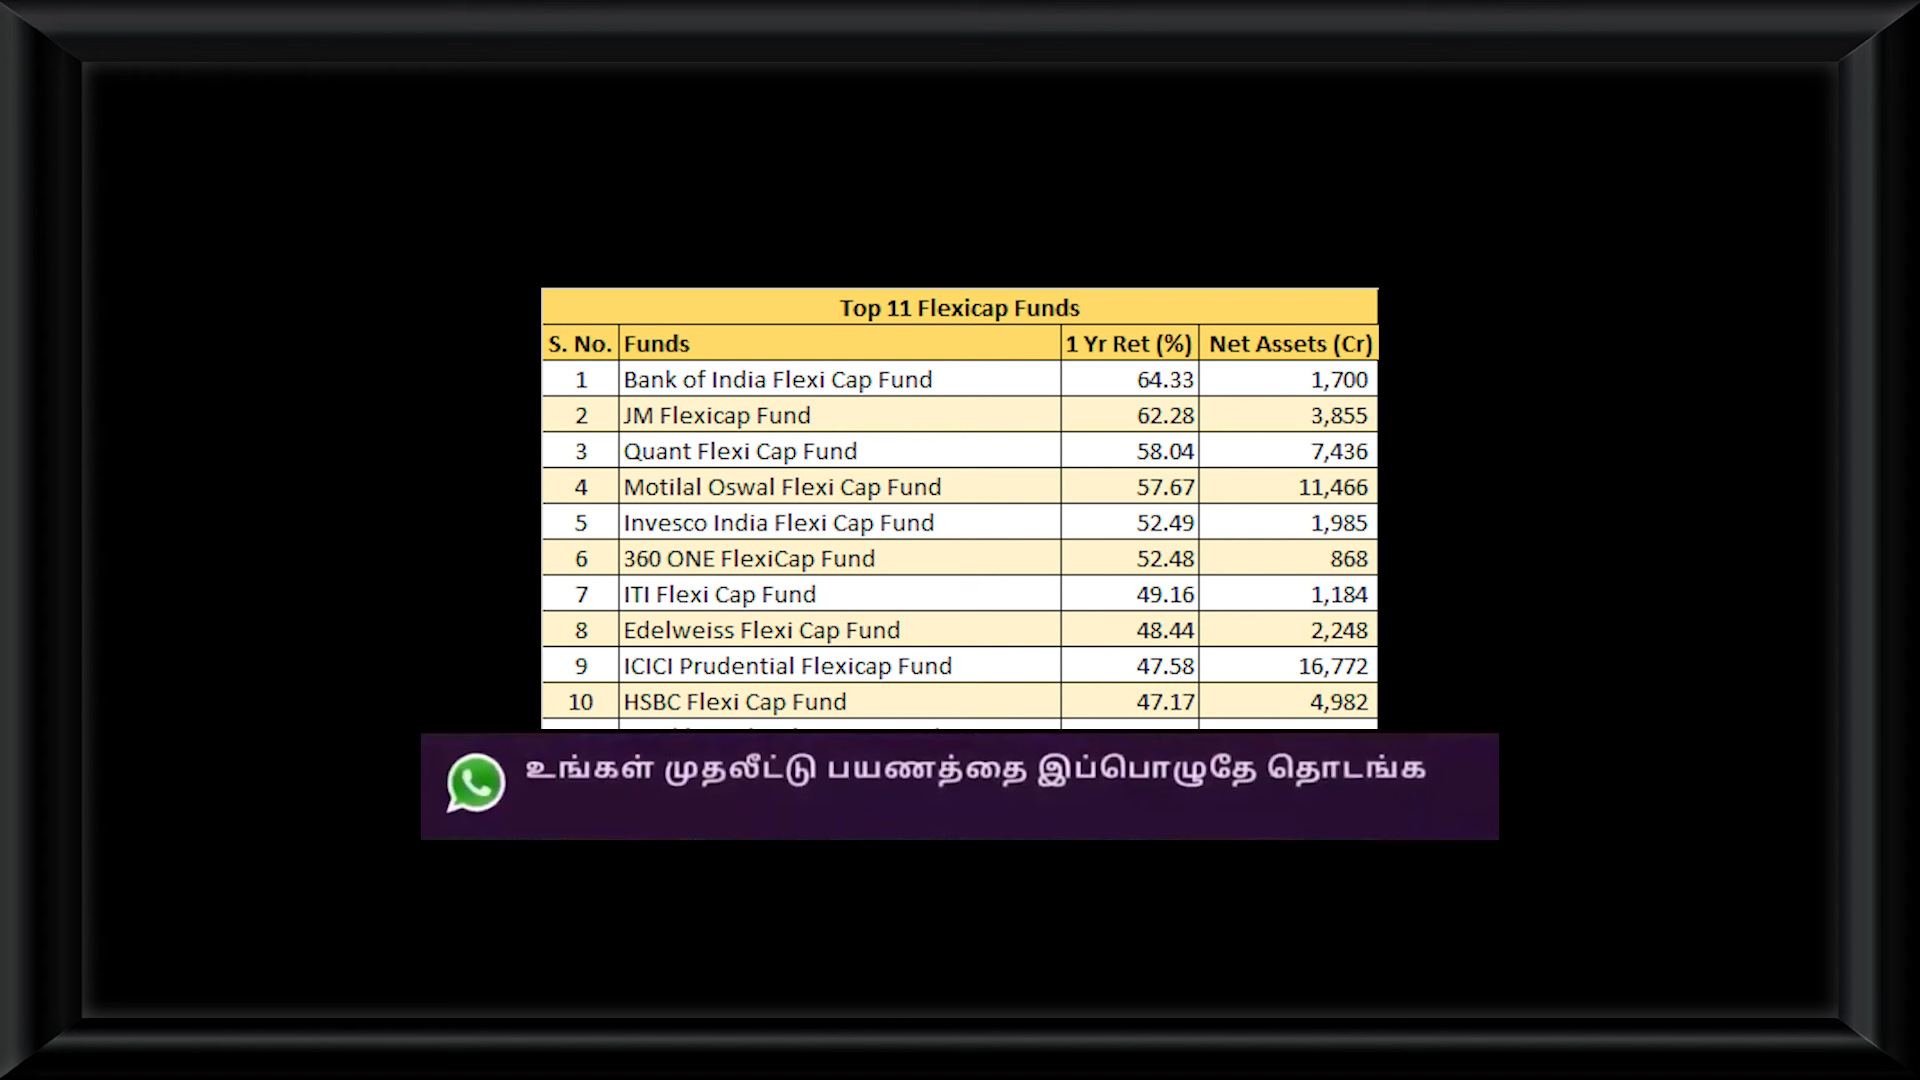 Top 11 Flexicap Funds
S. No. Funds 1 Yr Ret (%) Net Assets (Cr)
1 Bank of India Flexi Cap Fund 64.33 1,700
2 JM Flexicap Fund 62.28 3,855
3 Quant Flexi Cap Fund 58.04 7,436
4 Motilal Oswal Flexi Cap Fund 57.67 11,466
5 Invesco India Flexi Cap Fund 52.49 1,985
6 360 ONE FlexiCap Fund 52.48 868
7 ITI Flexi Cap Fund 49.16 1,184
8 Edelweiss Flexi Cap Fund 48.44 2,248
9 ICICI Prudential Flexicap Fund 47.58 16,772
10 HSBC Flexi Cap Fund 47.17 4,982
உங்கள் முதலீட்டு பயணத்தை இப்பொழுதே தொடங்க